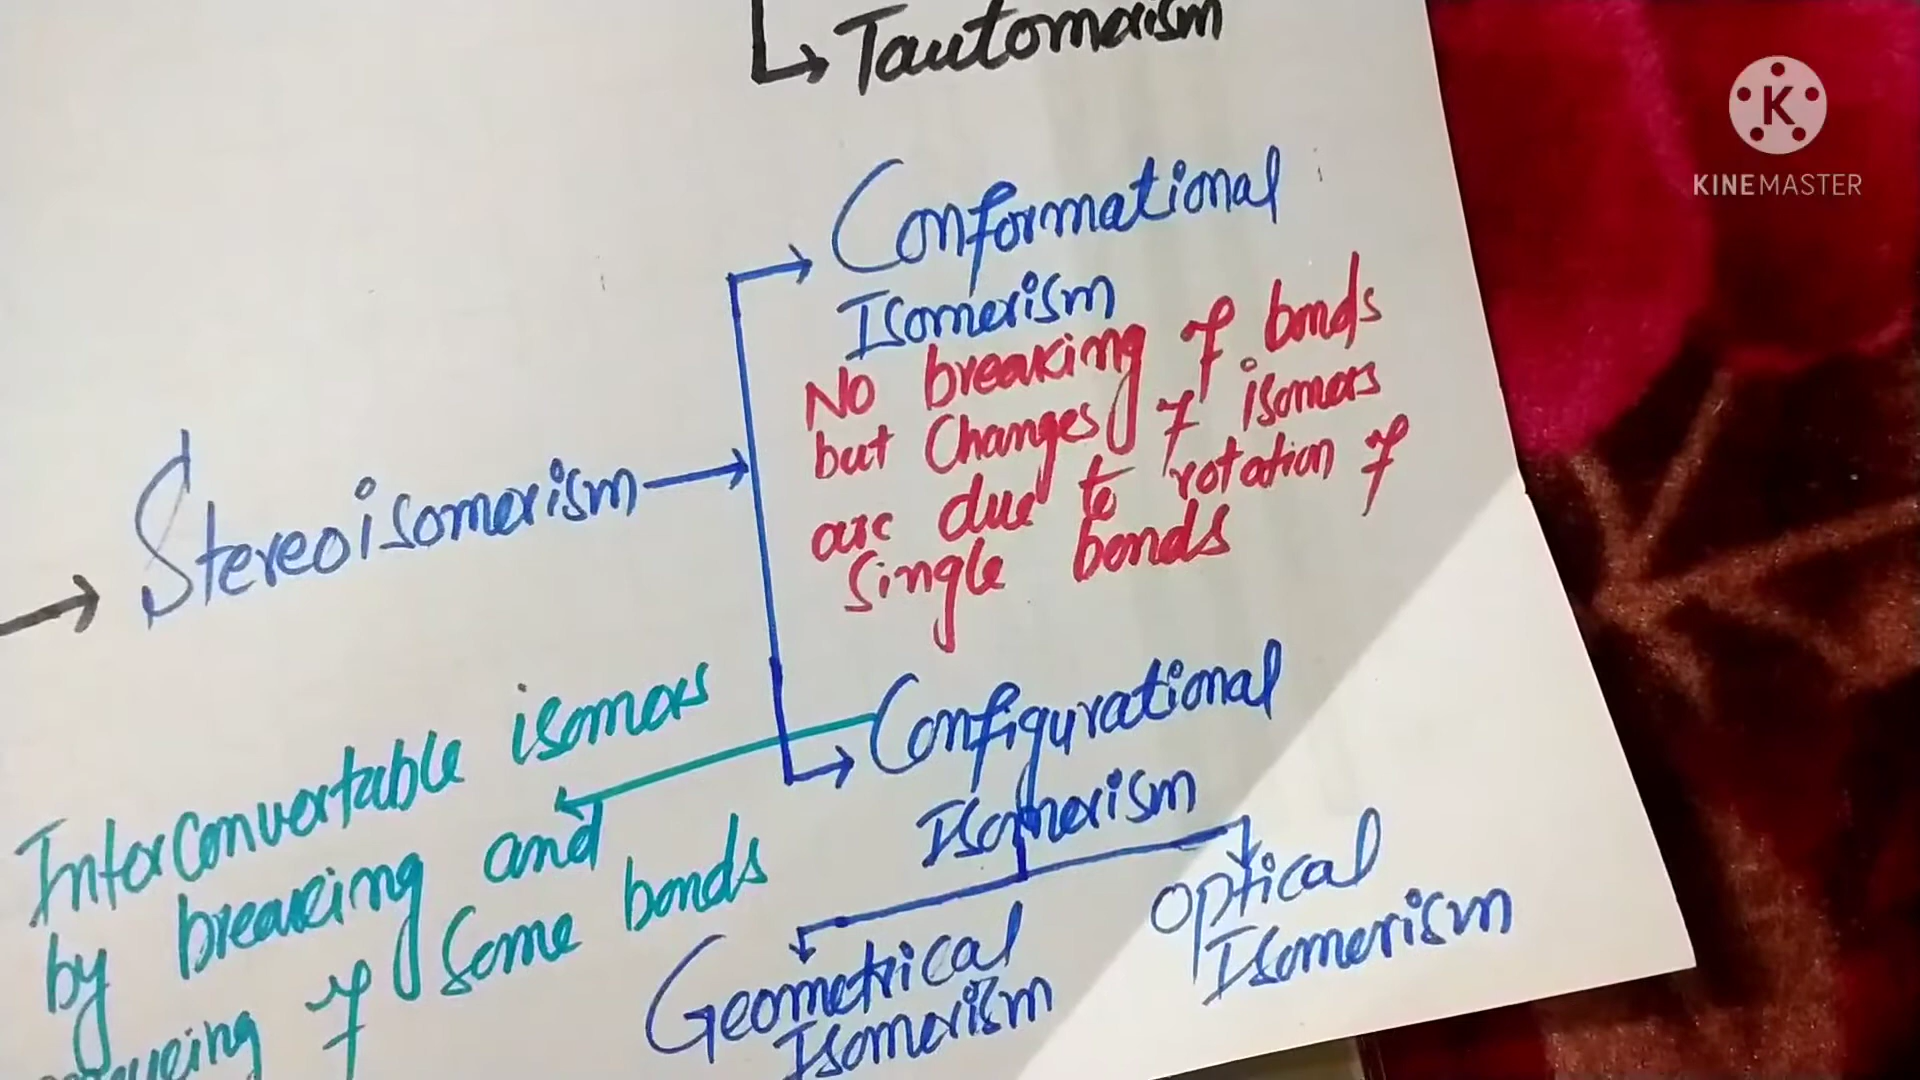 Tautomerism
KINEMASTER
Conformational
Isomerism
No breaking of bonds
but Changes of isomers
are due to rotation of
Single bonds
Stereoisomerism
Configurational
Isomerism
Interconvertable isomers
by breaking and
of Some bonds
Geometrical
Isomerism
Optical
Isomerism